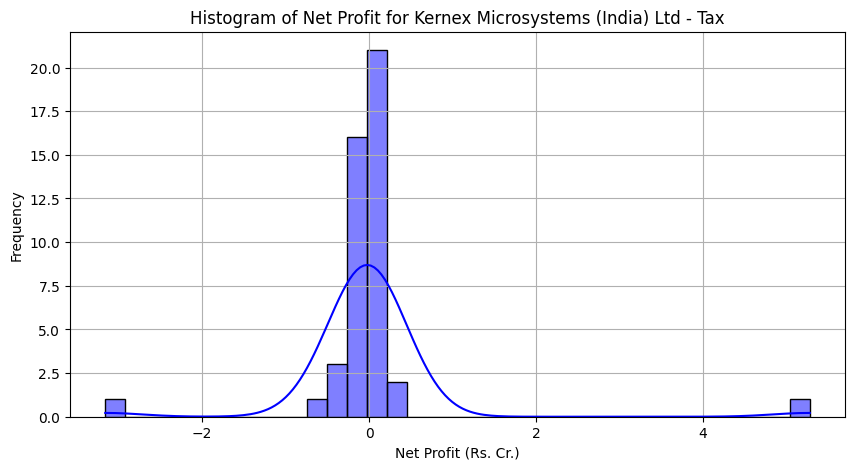 Histogram of Net Profit for Kernex Microsystems (India) Ltd - Tax
Frequency
20.0
17.5
15.0
12.5
10.0
7.5
5.0
2.5
0.0
−2 0 2 4
Net Profit (Rs. Cr.)